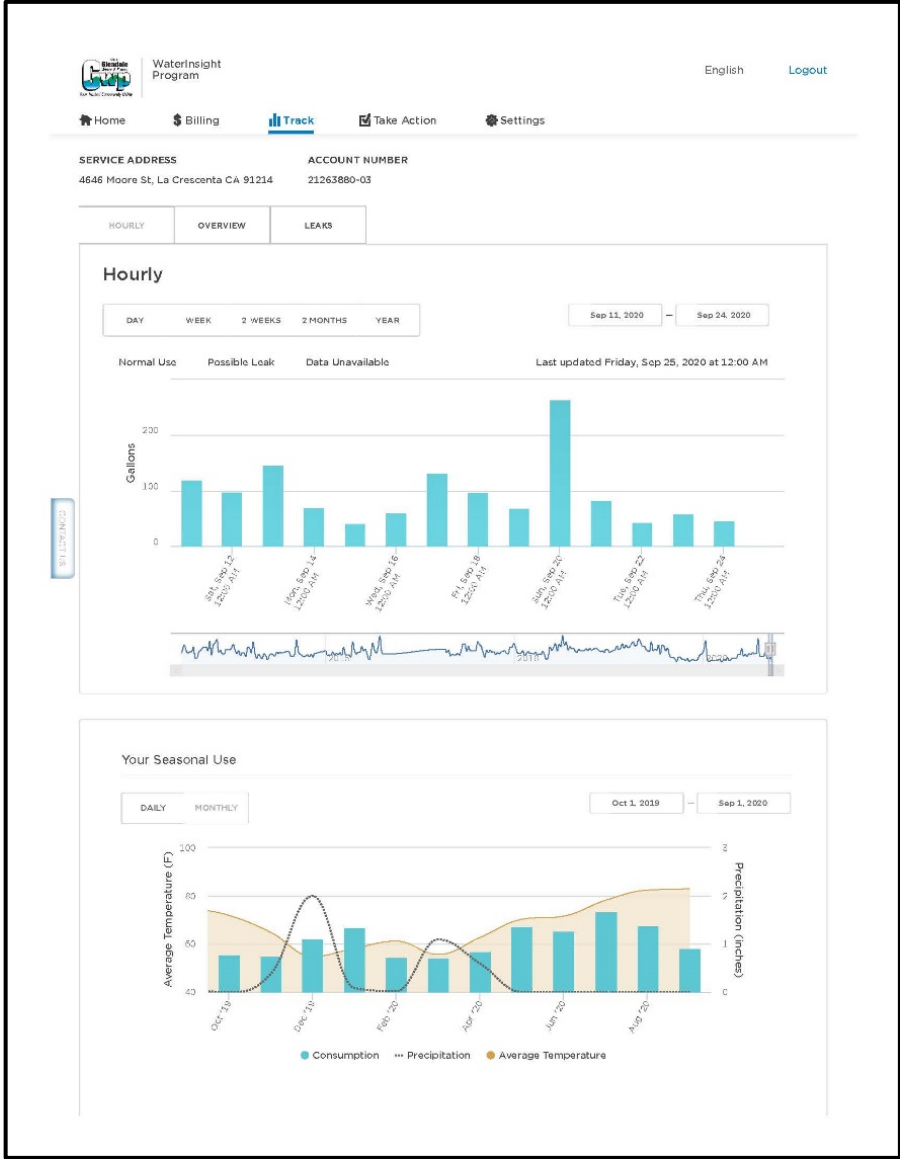 Glendale
GWP
WaterInsight
Program
English
Logout
Home
$ Billing
Track
Take Action
Settings
SERVICE ADDRESS
ACCOUNT NUMBER
4646 Moore St, La Crescenta CA 91214
21263880-03
HOURLY
OVERVIEW
LEAKS
Hourly
DAY WEEK 2 WEEKS 2 MONTHS YEAR
Sep 11, 2020 – Sep 24, 2020
Normal Use Possible Leak Data Unavailable
Last updated Friday, Sep 25, 2020 at 12:00 AM
Gallons
200
100
0
Sat, Sep 12
12:00 AM
Mon, Sep 14
12:00 AM
Wed, Sep 16
12:00 AM
Fri, Sep 18
12:00 AM
Sun, Sep 20
12:00 AM
Tue, Sep 22
12:00 AM
Thu, Sep 24
12:00 AM
2020
CONTACT US
Your Seasonal Use
DAILY MONTHLY
Oct 1, 2019 – Sep 1, 2020
Average Temperature (F)
100
80
60
40
Precipitation (inches)
3
2
1
0
Oct '19
Dec '19
Feb '20
Apr '20
Jun '20
Aug '20
Consumption Precipitation Average Temperature